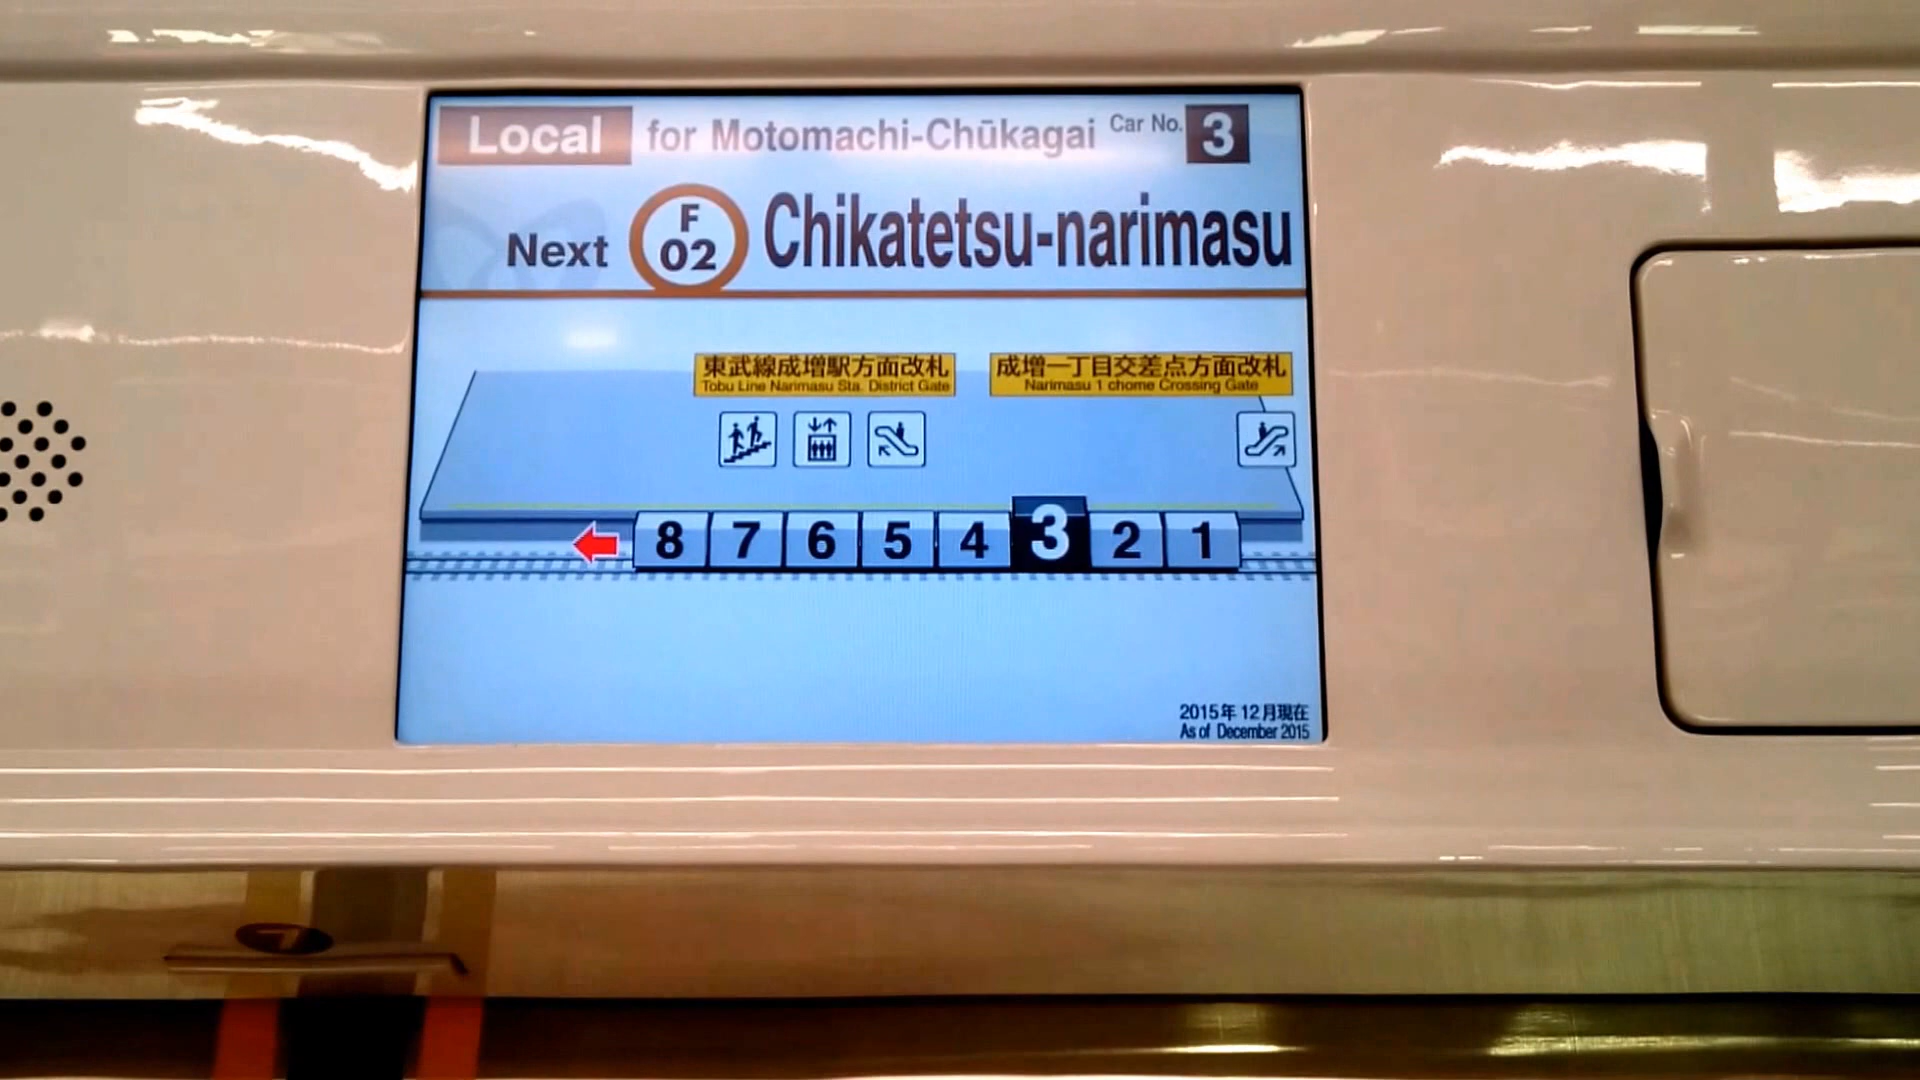 Local for Motomachi-Chūkagai Car No. 3
Next F 02 Chikatetsu-narimasu
東武線成増駅方面改札
Tobu Line Narimasu Sta. District Gate
成増一丁目交差点方面改札
Narimasu 1 chome Crossing Gate
8 7 6 5 4 3 2 1
2015年12月現在
As of December 2015